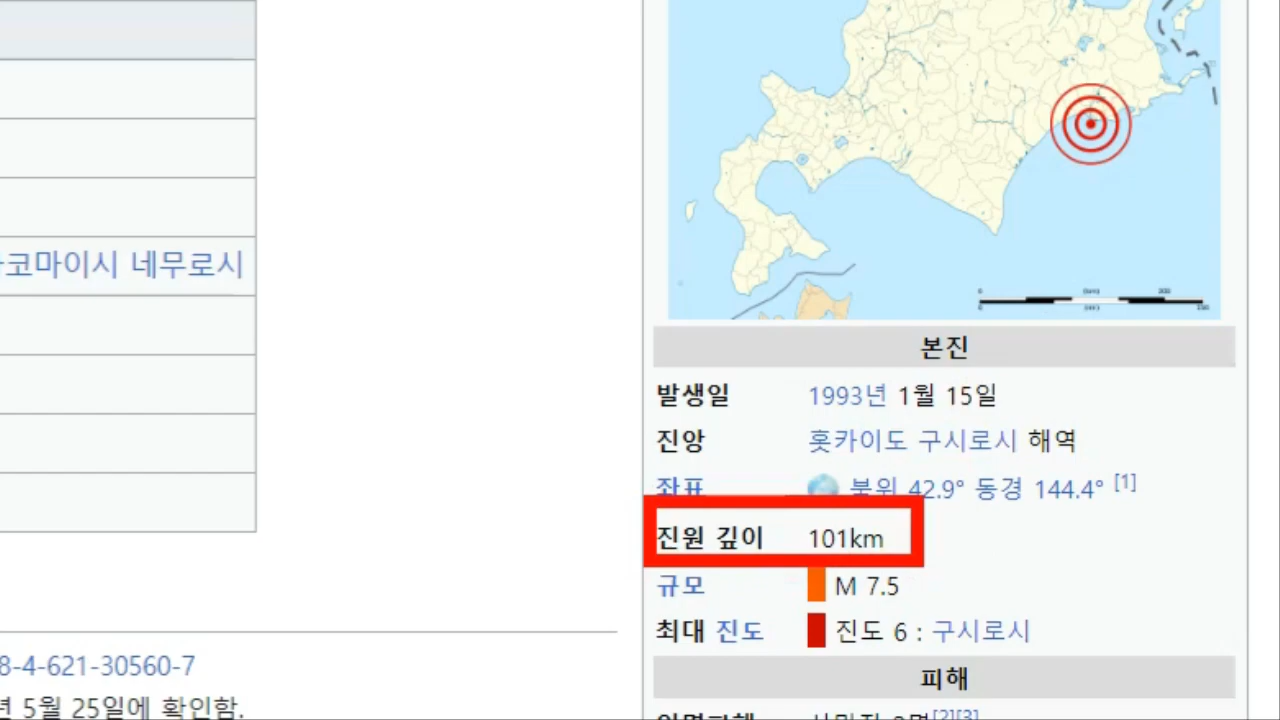 코마이시 네무로시
8-4-621-30560-7
5월 25일에 확인함.
본진
발생일 1993년 1월 15일
진앙 홋카이도 구시로시 해역
좌표 북위 42.9° 동경 144.4° [1]
진원 깊이 101km
규모 M 7.5
최대 진도 진도 6 : 구시로시
피해